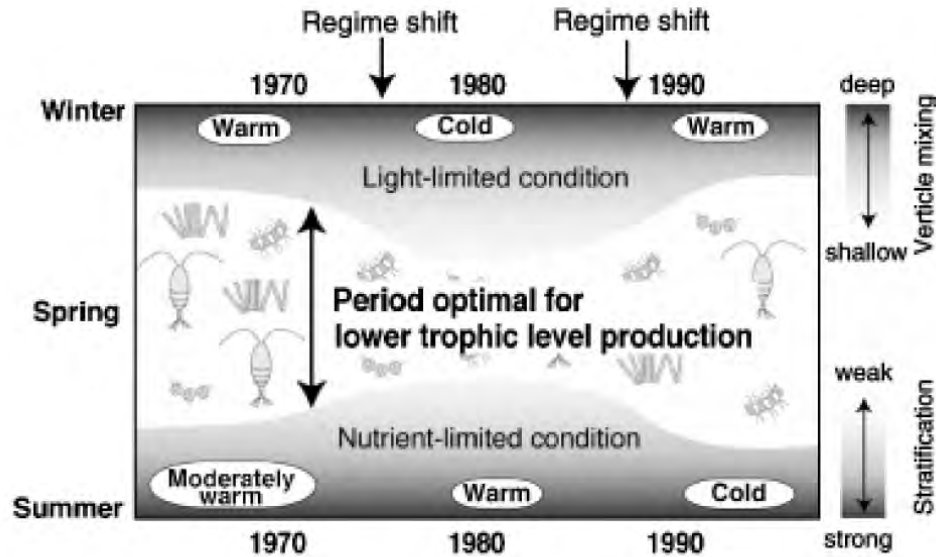 Regime shift
Regime shift
1970
1980
1990
deep
Winter
Warm
Cold
Warm
Light-limited condition
Verticle mixing
shallow
Spring
Period optimal for
lower trophic level production
weak
Nutrient-limited condition
Stratification
Moderately
warm
Warm
Cold
Summer
strong
1970
1980
1990